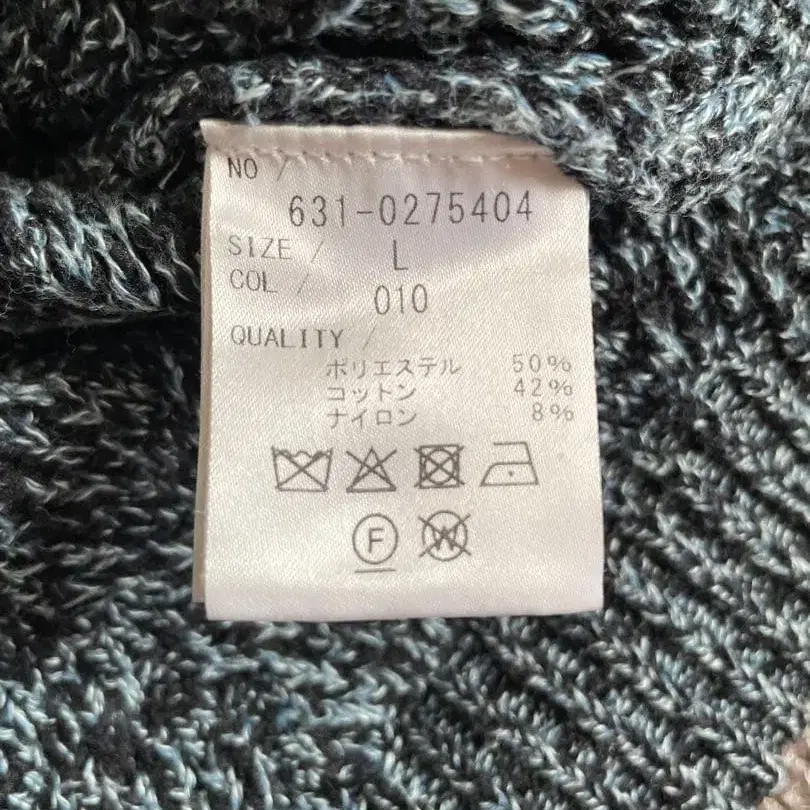 NO /
631-0275404
SIZE / L
COL / 010
QUALITY /
ポリエステル 50%
コットン 42%
ナイロン 8%
F W